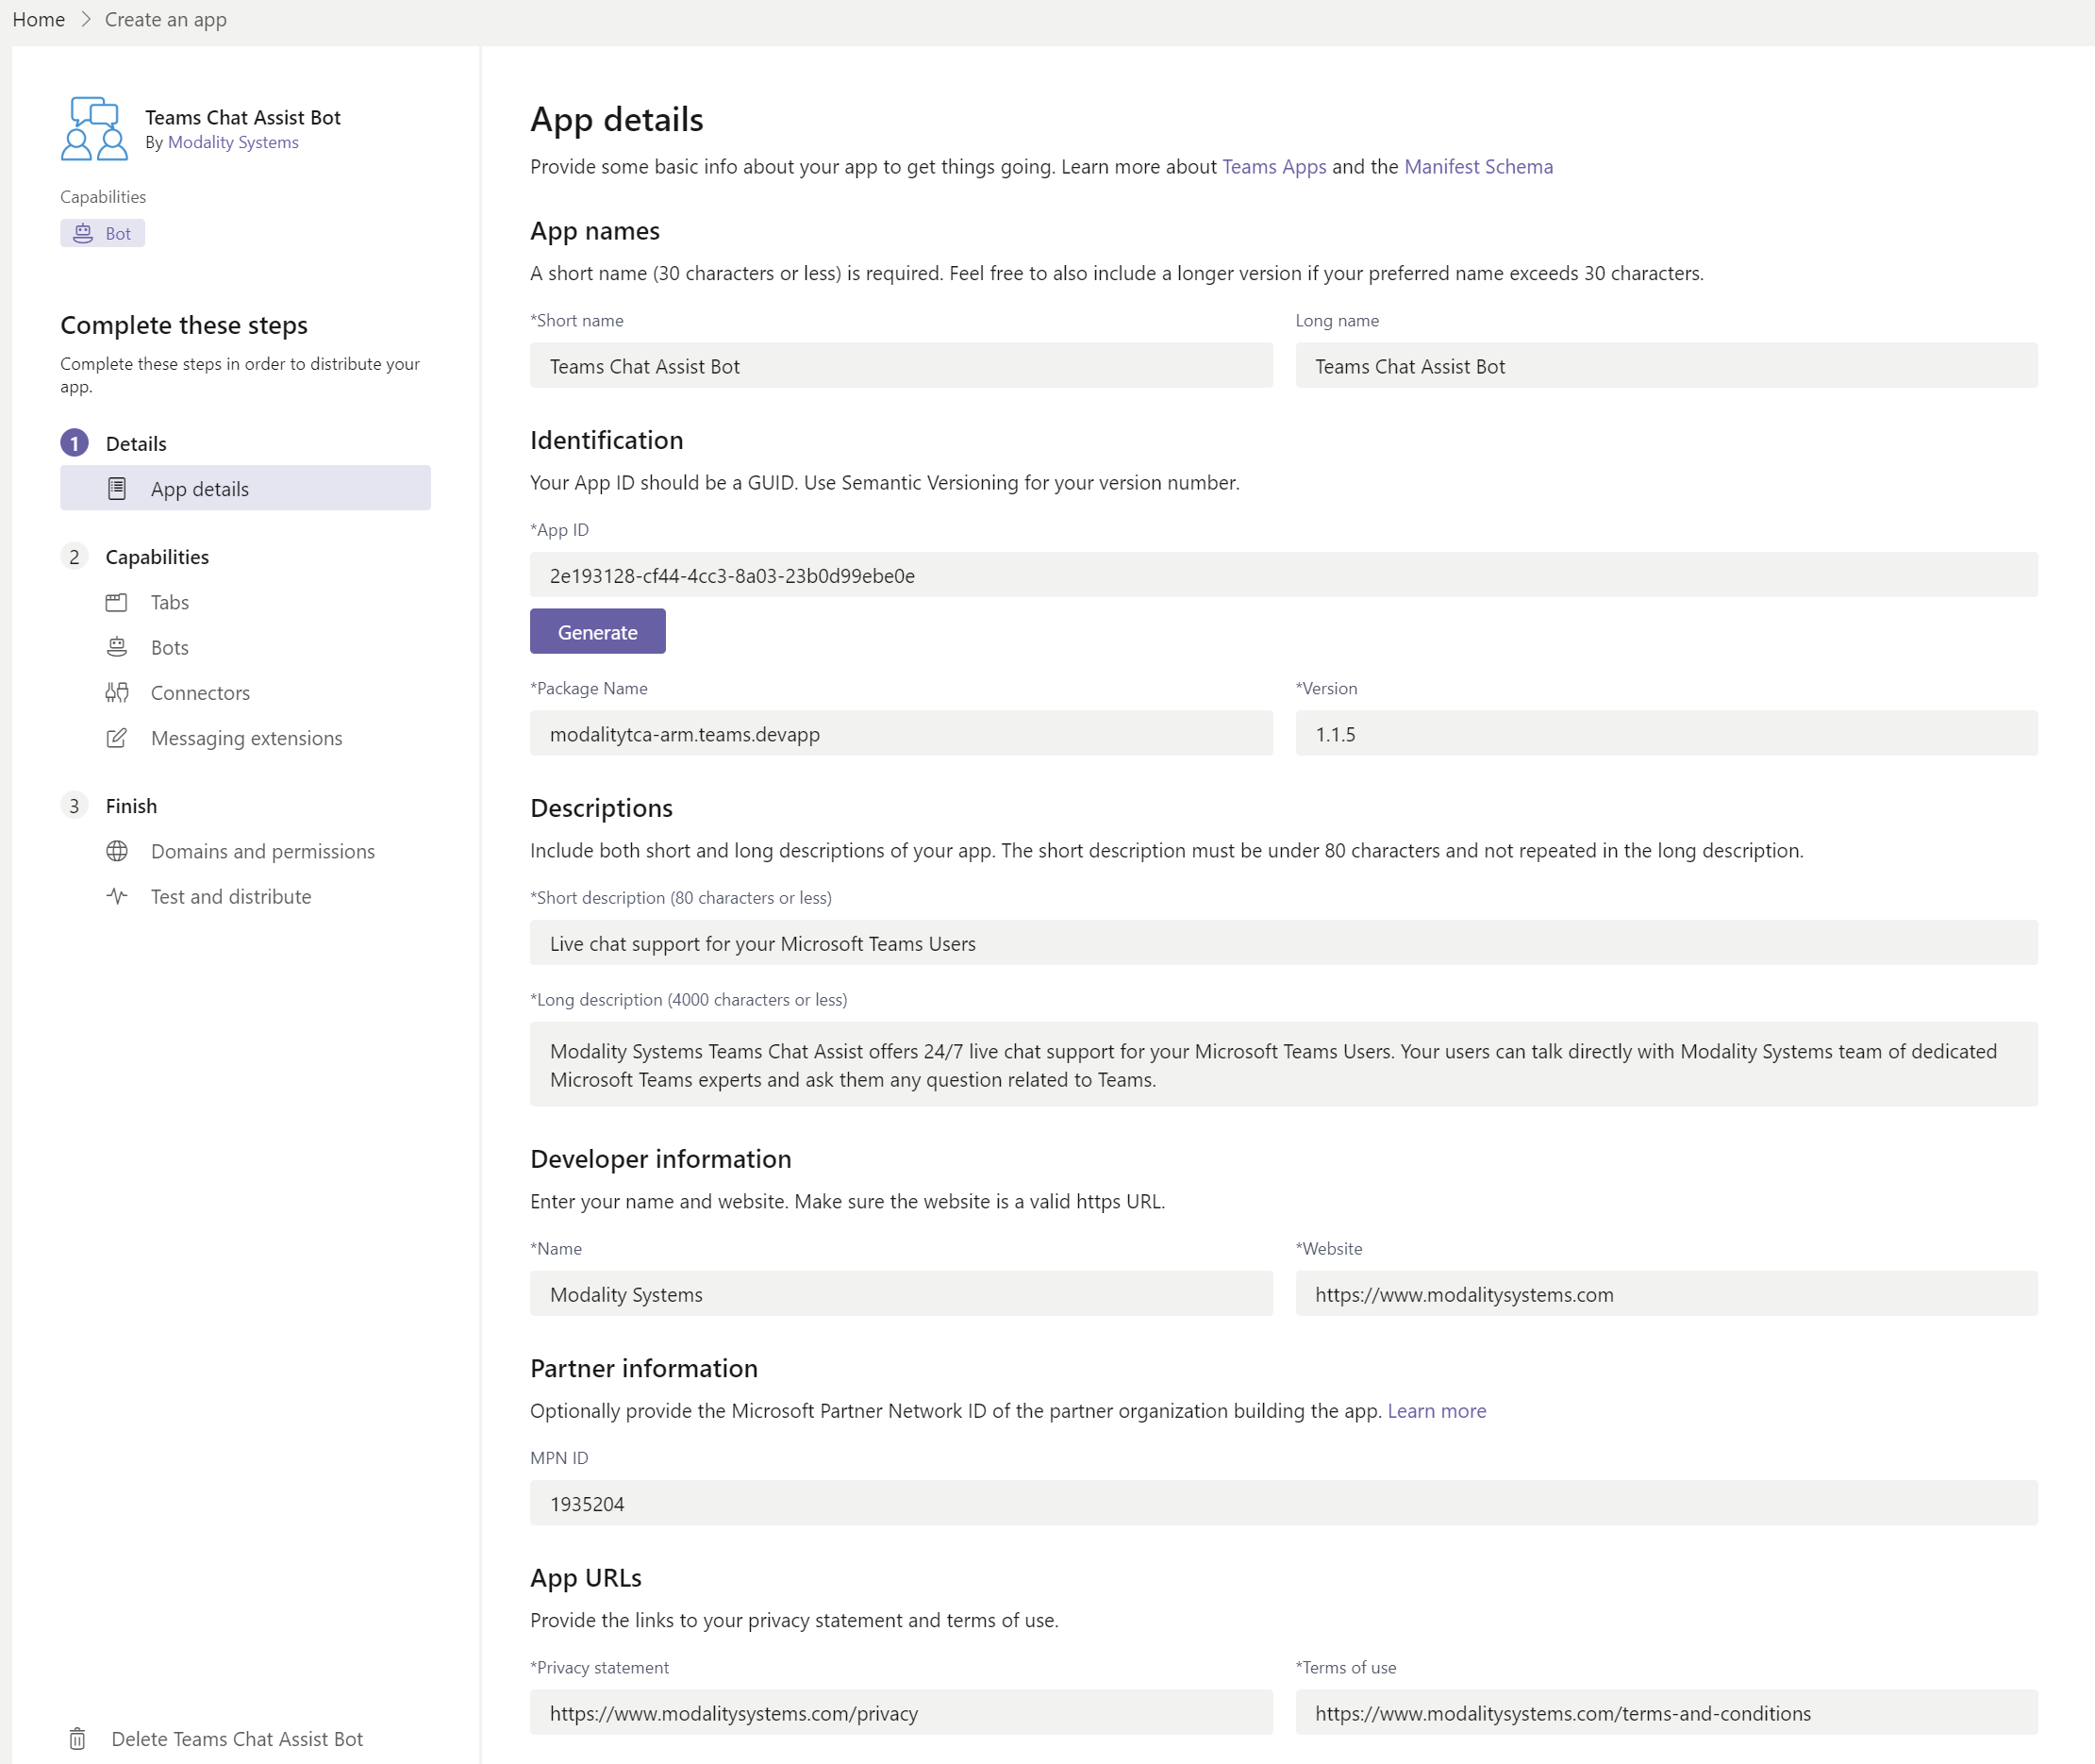 Home > Create an app
Teams Chat Assist Bot
By Modality Systems
Capabilities
Bot
Complete these steps
Complete these steps in order to distribute your
app.
1 Details
App details
2 Capabilities
Tabs
Bots
Connectors
Messaging extensions
3 Finish
Domains and permissions
Test and distribute
Delete Teams Chat Assist Bot
App details
Provide some basic info about your app to get things going. Learn more about Teams Apps and the Manifest Schema
App names
A short name (30 characters or less) is required. Feel free to also include a longer version if your preferred name exceeds 30 characters.
*Short name
Teams Chat Assist Bot
Long name
Teams Chat Assist Bot
Identification
Your App ID should be a GUID. Use Semantic Versioning for your version number.
*App ID
2e193128-cf44-4cc3-8a03-23b0d99ebe0e
Generate
*Package Name
modalitytca-arm.teams.devapp
*Version
1.1.5
Descriptions
Include both short and long descriptions of your app. The short description must be under 80 characters and not repeated in the long description.
*Short description (80 characters or less)
Live chat support for your Microsoft Teams Users
*Long description (4000 characters or less)
Modality Systems Teams Chat Assist offers 24/7 live chat support for your Microsoft Teams Users. Your users can talk directly with Modality Systems team of dedicated
Microsoft Teams experts and ask them any question related to Teams.
Developer information
Enter your name and website. Make sure the website is a valid https URL.
*Name
Modality Systems
*Website
https://www.modalitysystems.com
Partner information
Optionally provide the Microsoft Partner Network ID of the partner organization building the app. Learn more
MPN ID
1935204
App URLs
Provide the links to your privacy statement and terms of use.
*Privacy statement
https://www.modalitysystems.com/privacy
*Terms of use
https://www.modalitysystems.com/terms-and-conditions